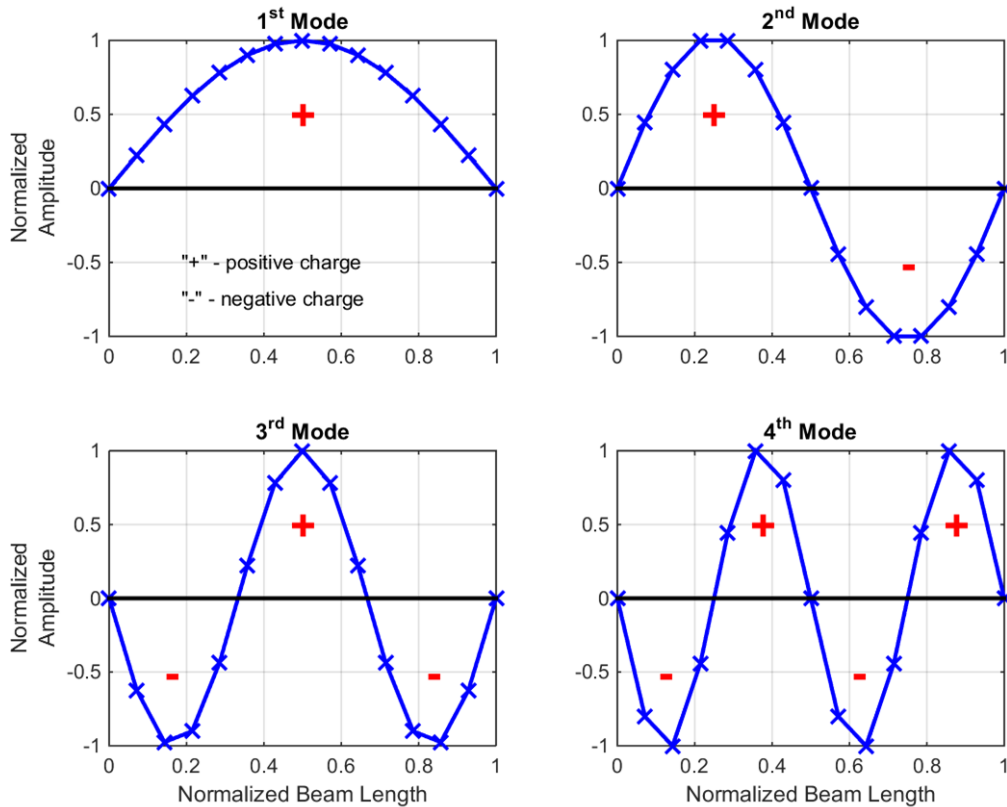 1st Mode
1
0.5
0
-0.5
-1
Normalized
Amplitude
+
"+" - positive charge
"-" - negative charge
0 0.2 0.4 0.6 0.8 1
2nd Mode
1
0.5
0
-0.5
-1
+
-
0 0.2 0.4 0.6 0.8 1
3rd Mode
1
0.5
0
-0.5
-1
Normalized
Amplitude
+
- -
0 0.2 0.4 0.6 0.8 1
Normalized Beam Length
4th Mode
1
0.5
0
-0.5
-1
+ +
- -
0 0.2 0.4 0.6 0.8 1
Normalized Beam Length